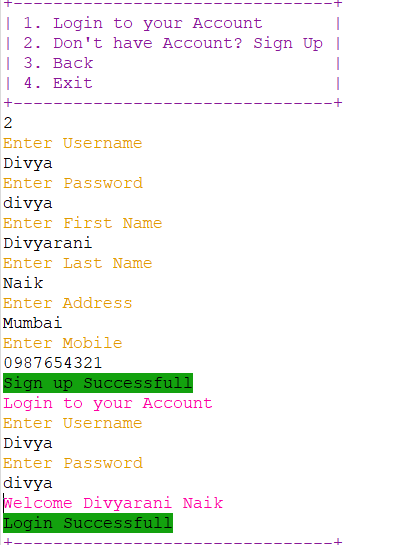 +--------------------------------+
| 1. Login to your Account       |
| 2. Don't have Account? Sign Up |
| 3. Back                        |
| 4. Exit                        |
+--------------------------------+
2
Enter Username
Divya
Enter Password
divya
Enter First Name
Divyarani
Enter Last Name
Naik
Enter Address
Mumbai
Enter Mobile
0987654321
Sign up Successfull
Login to your Account
Enter Username
Divya
Enter Password
divya
Welcome Divyarani Naik
Login Successfull
+--------------------------------+